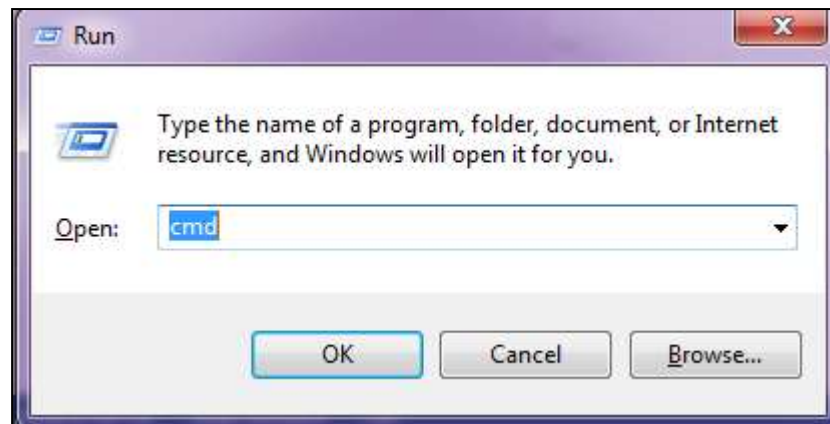 Run
Type the name of a program, folder, document, or Internet
resource, and Windows will open it for you.
Open: cmd
OK Cancel Browse...